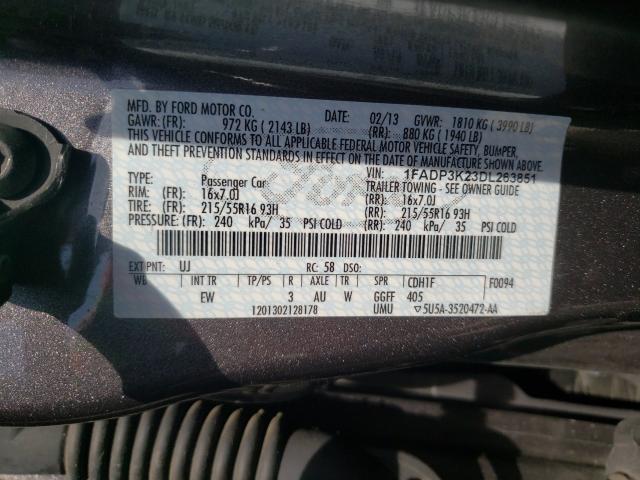 MFD. BY FORD MOTOR CO.
DATE: 02/13 GVWR: 1810 KG ( 3990 LB)
GAWR: (FR): 972 KG ( 2143 LB) (RR): 880 KG ( 1940 LB)
THIS VEHICLE CONFORMS TO ALL APPLICABLE FEDERAL MOTOR VEHICLE SAFETY, BUMPER,
AND THEFT PREVENTION STANDARDS IN EFFECT ON THE DATE OF MANUFACTURE SHOWN ABOVE.
VIN: 1FADP3K23DL263851
TYPE: Passenger Car TRAILER TOWING - SEE OWNER GUIDE
RIM: (FR): 16x7.0J (RR): 16x7.0J
TIRE: (FR): 215/55R16 93H (RR): 215/55R16 93H
PRESSURE: (FR): 240 kPa/ 35 PSI COLD (RR): 240 kPa/ 35 PSI COLD
EXT PNT: UJ RC: 58 DSO:
WB INT TR TP/PS R AXLE TR SPR CDH1F F0094
EW 3 AU W GGFF 405
1201302128178 UMU ▽5U5A-3520472-AA